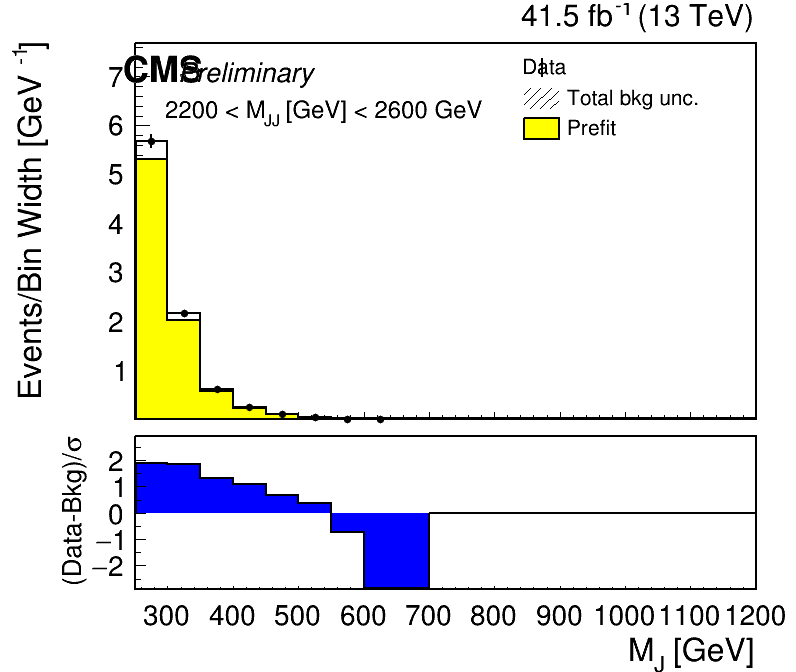 41.5 fb⁻¹ (13 TeV)
CMS Preliminary
2200 < M_JJ [GeV] < 2600 GeV
Data
Total bkg unc.
Prefit
Events/Bin Width [GeV⁻¹]
7
6
5
4
3
2
1
(Data-Bkg)/σ
2
1
0
−1
−2
300 400 500 600 700 800 900 1000 1100 1200
M_J [GeV]